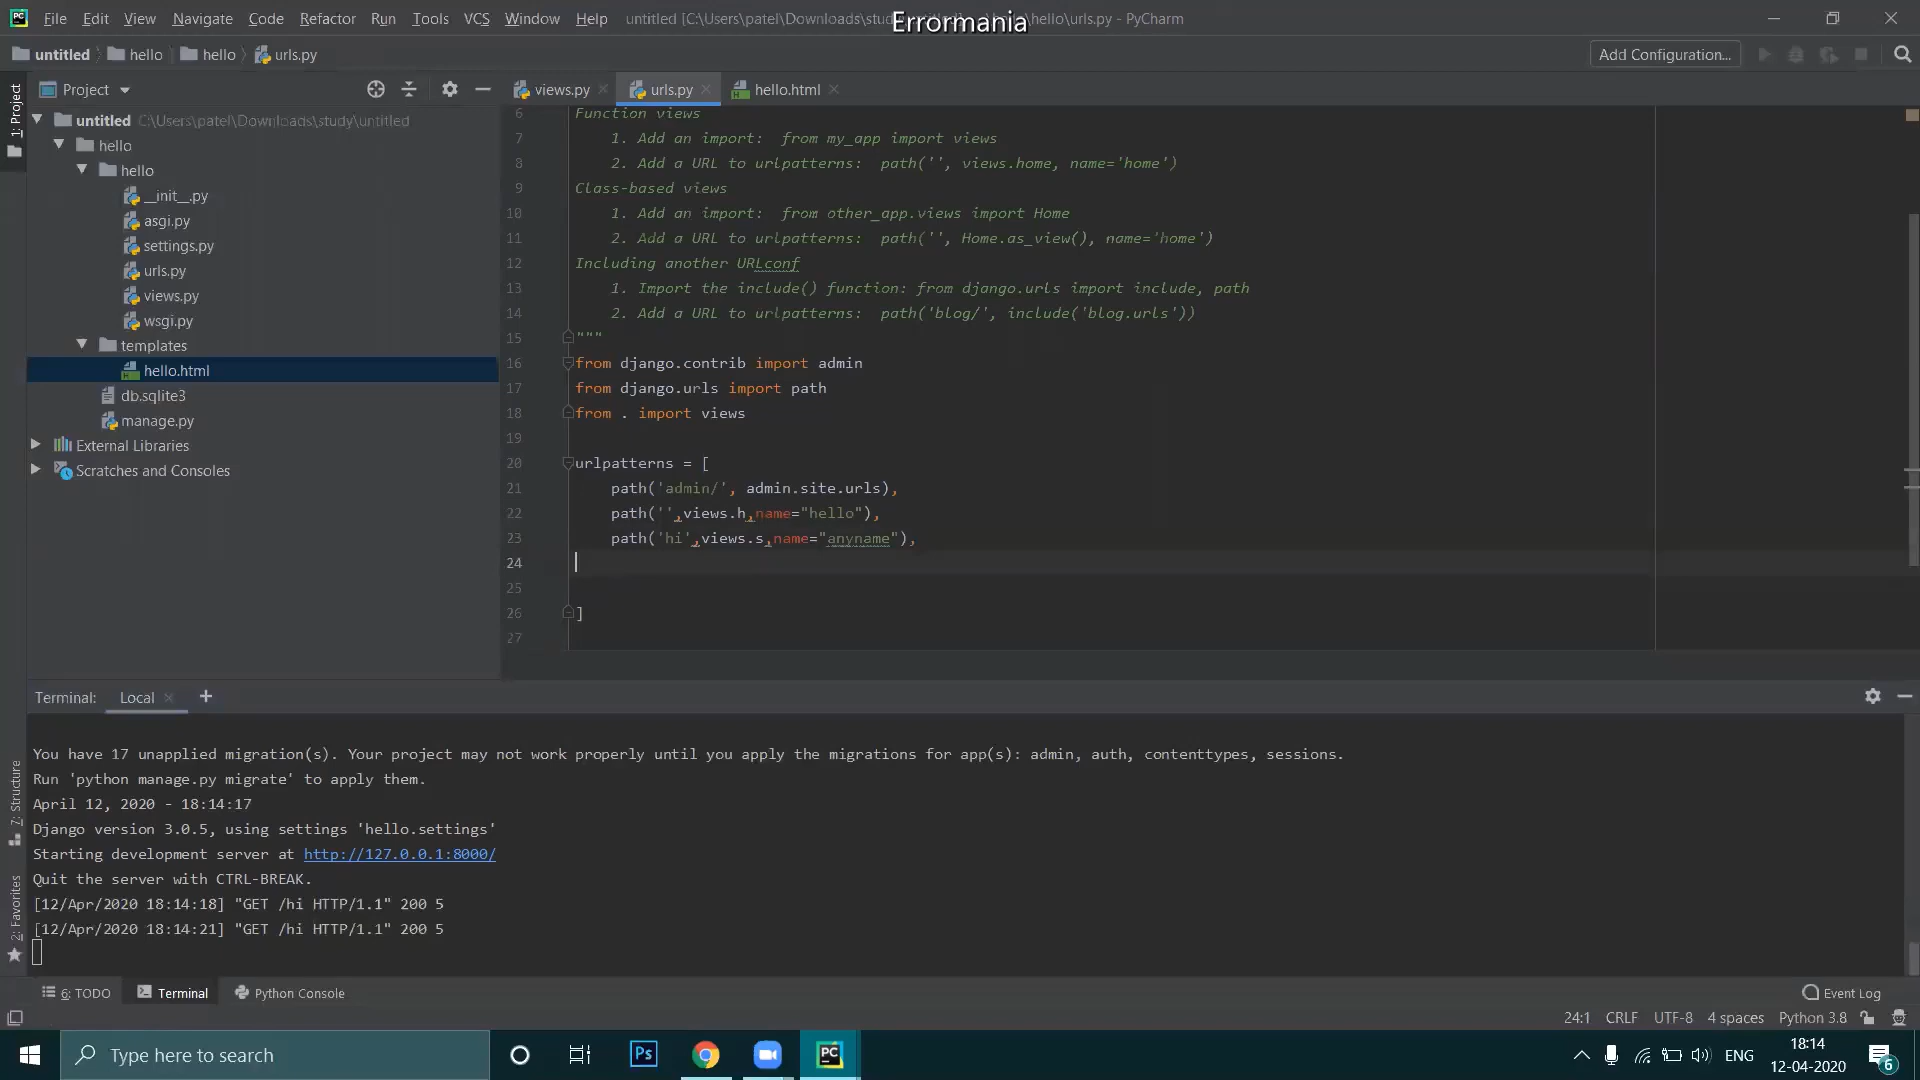 File Edit View Navigate Code Refactor Run Tools VCS Window Help untitled [C:\Users\patel\Downloads\study\untitled] \hello\urls.py - PyCharm
Errormania
untitled hello hello urls.py Add Configuration...
1: Project
Project views.py urls.py hello.html
untitled C:\Users\patel\Downloads\study\untitled
hello
hello
__init__.py
asgi.py
settings.py
urls.py
views.py
wsgi.py
templates
hello.html
db.sqlite3
manage.py
External Libraries
Scratches and Consoles
6 Function views
7 1. Add an import: from my_app import views
8 2. Add a URL to urlpatterns: path('', views.home, name='home')
9 Class-based views
10 1. Add an import: from other_app.views import Home
11 2. Add a URL to urlpatterns: path('', Home.as_view(), name='home')
12 Including another URLconf
13 1. Import the include() function: from django.urls import include, path
14 2. Add a URL to urlpatterns: path('blog/', include('blog.urls'))
15 """
16 from django.contrib import admin
17 from django.urls import path
18 from . import views
19
20 urlpatterns = [
21 path('admin/', admin.site.urls),
22 path('',views.h,name="hello"),
23 path('hi',views.s,name="anyname"),
24
25
26 ]
27
Terminal: Local +
You have 17 unapplied migration(s). Your project may not work properly until you apply the migrations for app(s): admin, auth, contenttypes, sessions.
Run 'python manage.py migrate' to apply them.
April 12, 2020 - 18:14:17
Django version 3.0.5, using settings 'hello.settings'
Starting development server at http://127.0.0.1:8000/
Quit the server with CTRL-BREAK.
[12/Apr/2020 18:14:18] "GET /hi HTTP/1.1" 200 5
[12/Apr/2020 18:14:21] "GET /hi HTTP/1.1" 200 5
7: Structure
2: Favorites
6: TODO Terminal Python Console Event Log
24:1 CRLF UTF-8 4 spaces Python 3.8
Type here to search Ps PC ENG 18:14
12-04-2020 6